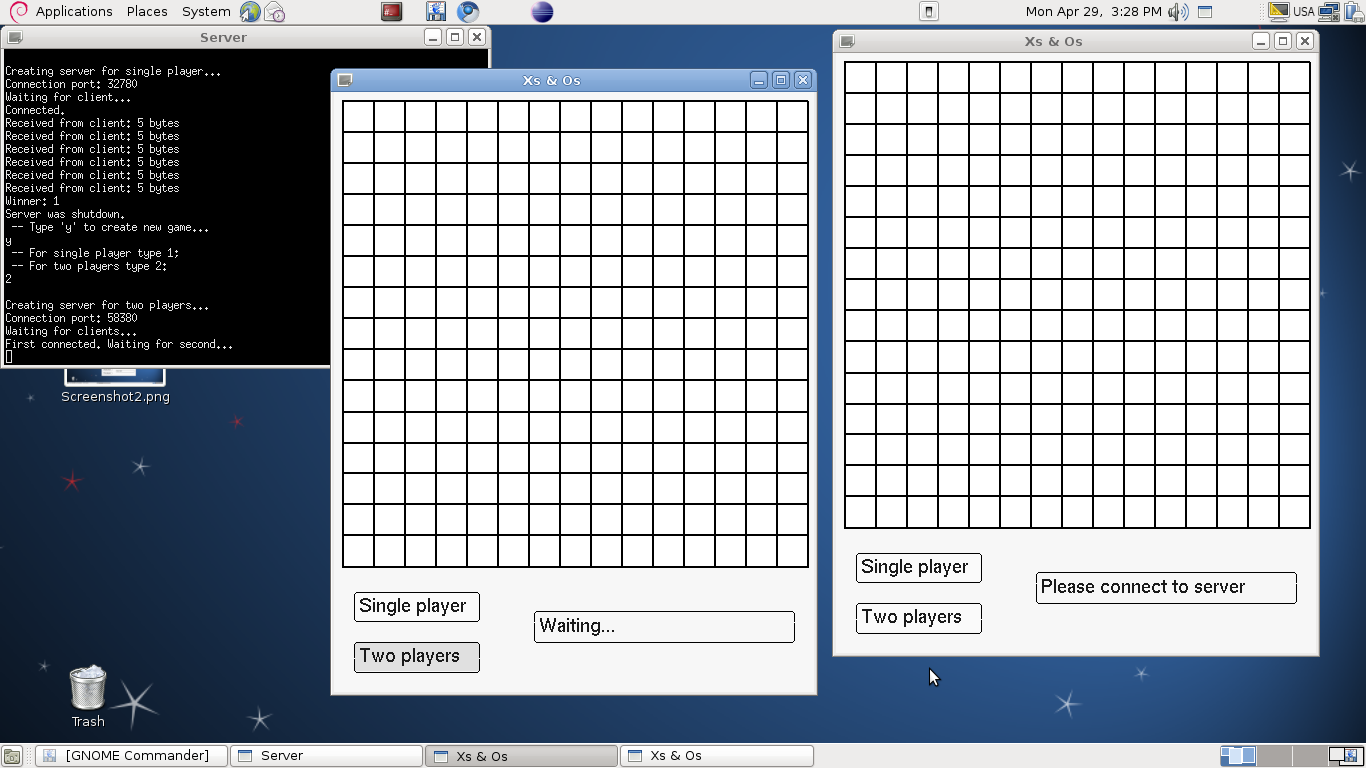 Applications Places System
Mon Apr 29, 3:28 PM
USA
Server
Creating server for single player...
Connection port: 32780
Waiting for client...
Connected.
Received from client: 5 bytes
Received from client: 5 bytes
Received from client: 5 bytes
Received from client: 5 bytes
Received from client: 5 bytes
Received from client: 5 bytes
Winner: 1
Server was shutdown.
-- Type 'y' to create new game...
y
-- For single player type 1;
-- For two players type 2:
2
Creating server for two players...
Connection port: 58380
Waiting for clients...
First connected. Waiting for second...
Screenshot2.png
Trash
Xs & Os
Single player
Two players
Waiting...
Xs & Os
Single player
Two players
Please connect to server
[GNOME Commander]
Server
Xs & Os
Xs & Os